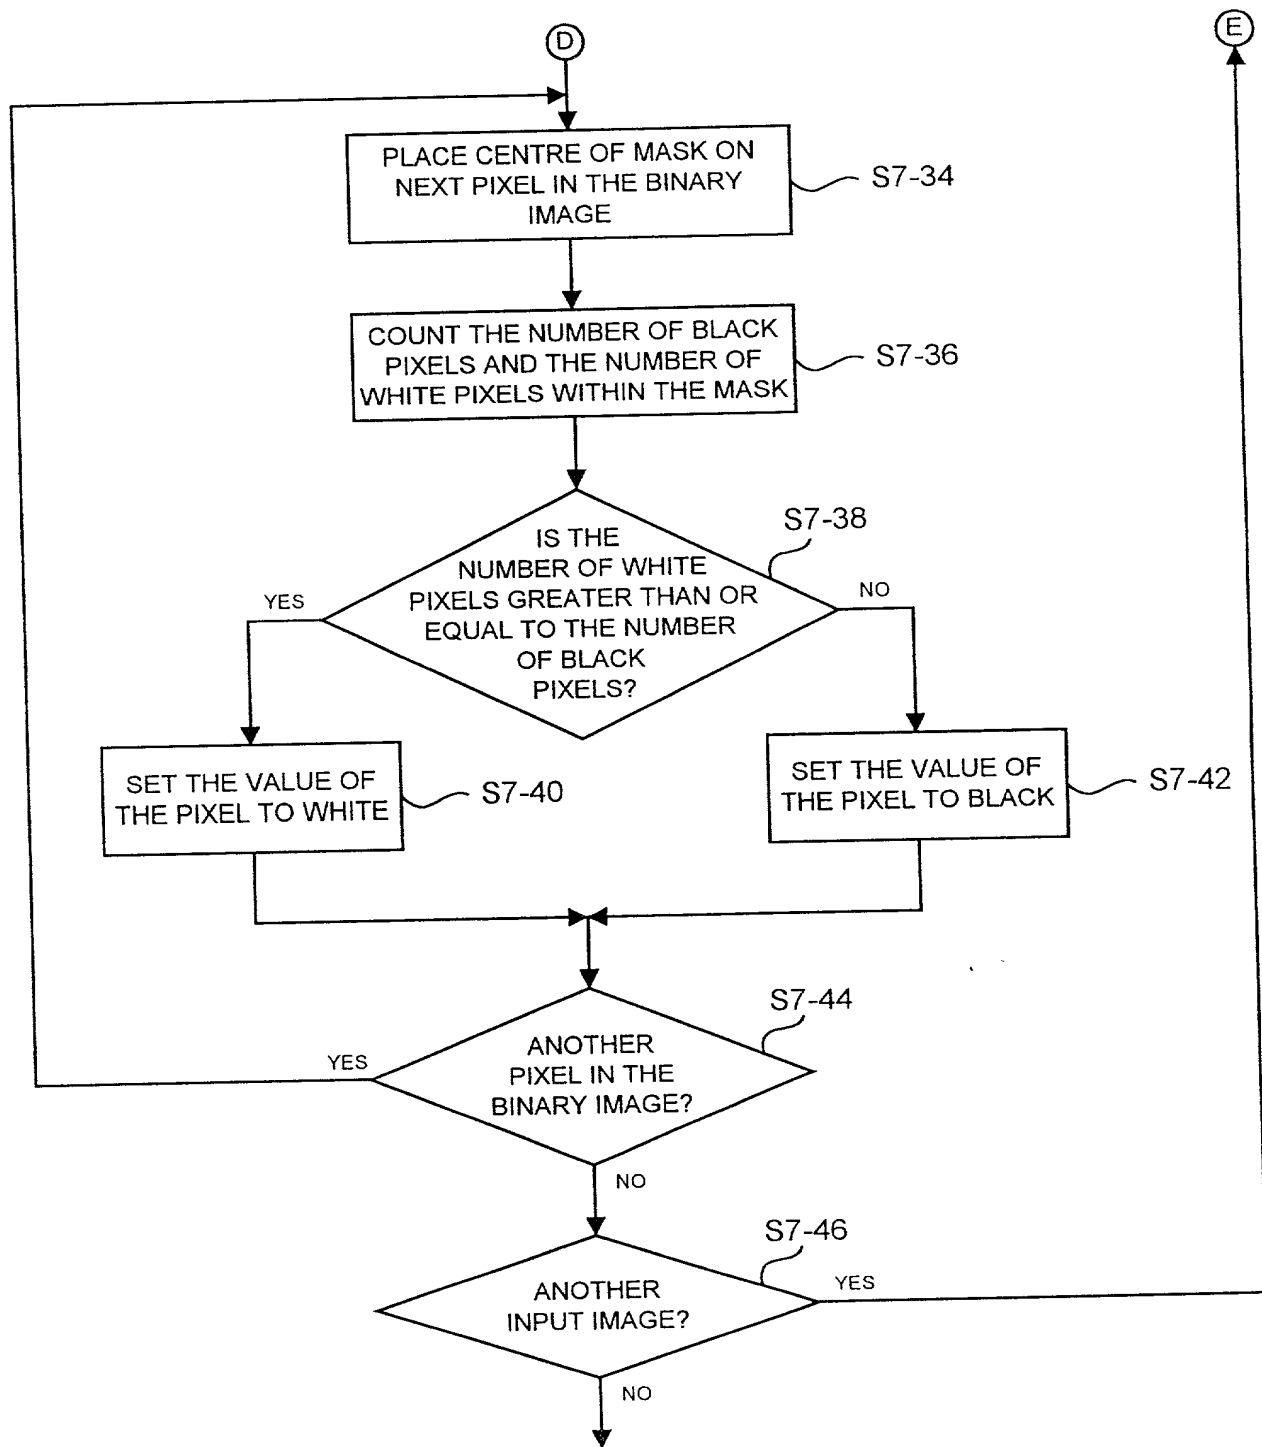 D
E
PLACE CENTRE OF MASK ON
NEXT PIXEL IN THE BINARY
IMAGE
S7-34
COUNT THE NUMBER OF BLACK
PIXELS AND THE NUMBER OF
WHITE PIXELS WITHIN THE MASK
S7-36
IS THE
NUMBER OF WHITE
PIXELS GREATER THAN OR
EQUAL TO THE NUMBER
OF BLACK
PIXELS?
S7-38
YES
NO
SET THE VALUE OF
THE PIXEL TO WHITE
S7-40
SET THE VALUE OF
THE PIXEL TO BLACK
S7-42
ANOTHER
PIXEL IN THE
BINARY IMAGE?
S7-44
YES
NO
ANOTHER
INPUT IMAGE?
S7-46
YES
NO